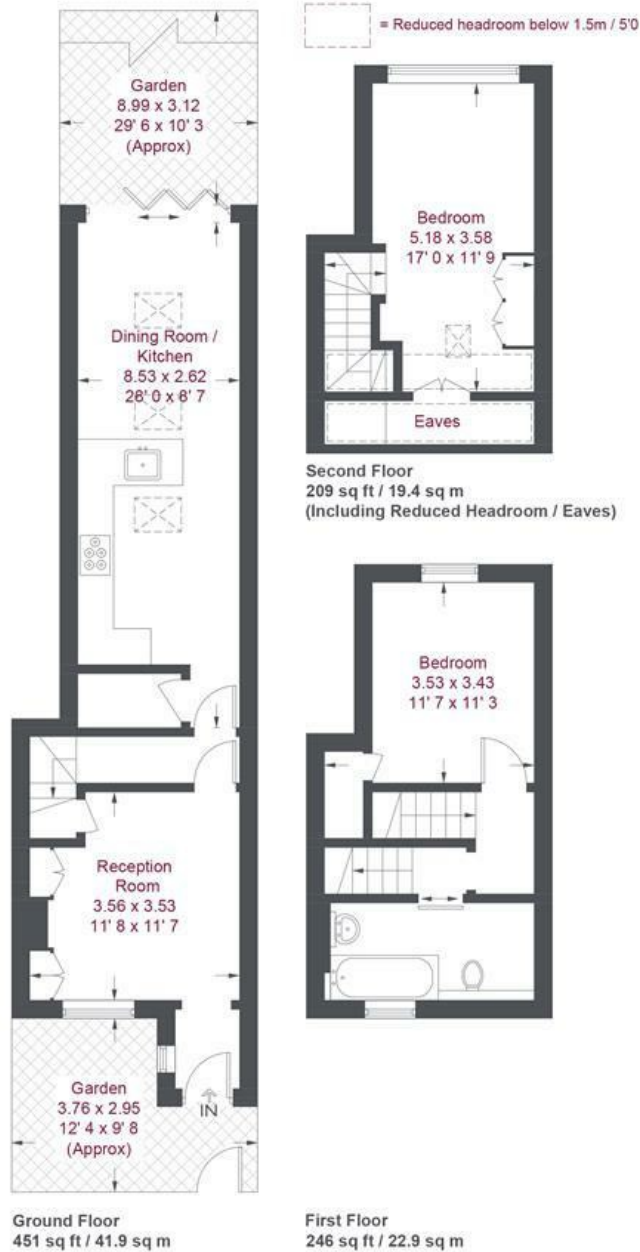 = Reduced headroom below 1.5m / 5'0
Garden
8.99 x 3.12
29' 6 x 10' 3
(Approx)
Dining Room /
Kitchen
8.53 x 2.62
28' 0 x 8' 7
Reception
Room
3.56 x 3.53
11' 8 x 11' 7
IN
Garden
3.76 x 2.95
12' 4 x 9' 8
(Approx)
Ground Floor
451 sq ft / 41.9 sq m
Bedroom
5.18 x 3.58
17' 0 x 11' 9
Eaves
Second Floor
209 sq ft / 19.4 sq m
(Including Reduced Headroom / Eaves)
Bedroom
3.53 x 3.43
11' 7 x 11' 3
First Floor
246 sq ft / 22.9 sq m